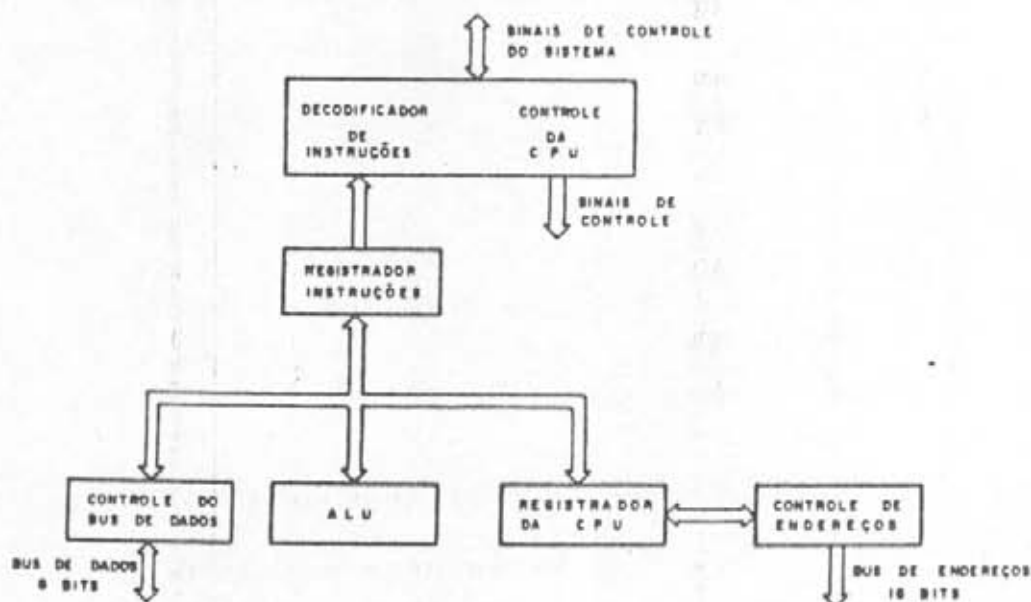 SINAIS DE CONTROLE
DO SISTEMA
DECODIFICADOR
DE
INSTRUÇÕES
CONTROLE
DA
CPU
SINAIS DE
CONTROLE
REGISTRADOR
INSTRUÇÕES
CONTROLE DO
BUS DE DADOS
ALU
REGISTRADOR
DA CPU
CONTROLE DE
ENDEREÇOS
BUS DE DADOS
8 BITS
BUS DE ENDEREÇOS
16 BITS